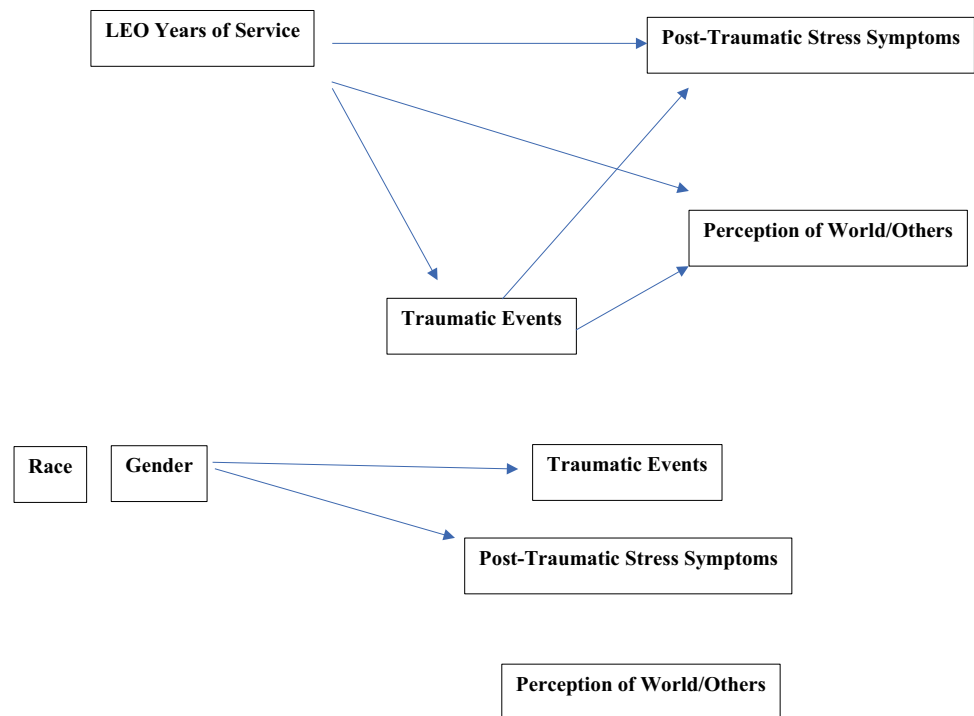 LEO Years of Service
Post-Traumatic Stress Symptoms
Perception of World/Others
Traumatic Events
Race
Gender
Traumatic Events
Post-Traumatic Stress Symptoms
Perception of World/Others